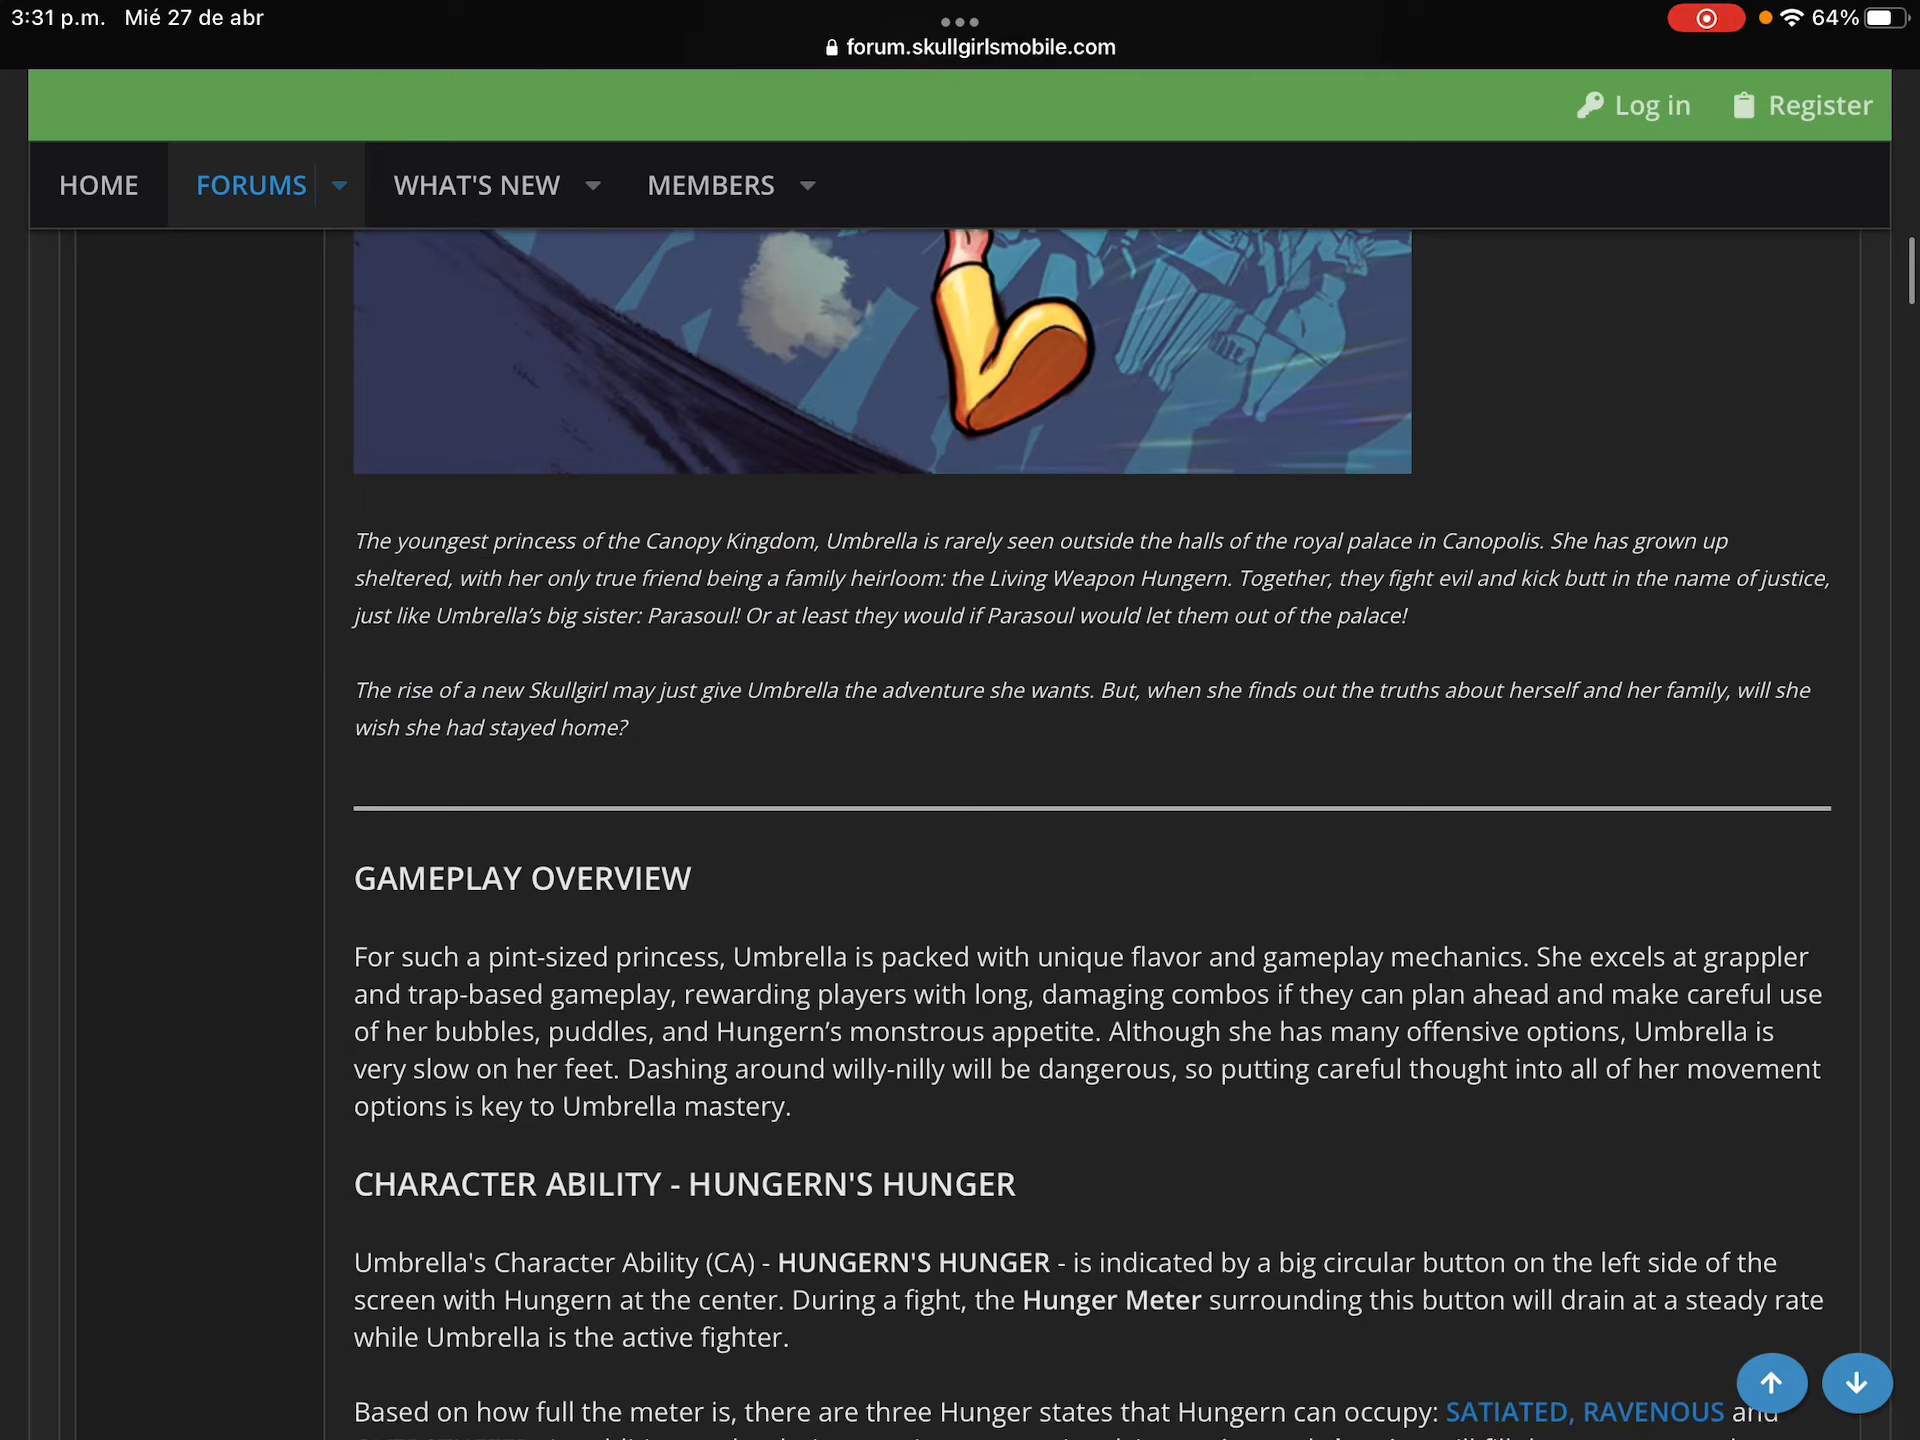 3:31 p.m. Mié 27 de abr
64%
forum.skullgirlsmobile.com
Log in Register
HOME FORUMS WHAT'S NEW MEMBERS
The youngest princess of the Canopy Kingdom, Umbrella is rarely seen outside the halls of the royal palace in Canopolis. She has grown up
sheltered, with her only true friend being a family heirloom: the Living Weapon Hungern. Together, they fight evil and kick butt in the name of justice,
just like Umbrella’s big sister: Parasoul! Or at least they would if Parasoul would let them out of the palace!
The rise of a new Skullgirl may just give Umbrella the adventure she wants. But, when she finds out the truths about herself and her family, will she
wish she had stayed home?
GAMEPLAY OVERVIEW
For such a pint-sized princess, Umbrella is packed with unique flavor and gameplay mechanics. She excels at grappler
and trap-based gameplay, rewarding players with long, damaging combos if they can plan ahead and make careful use
of her bubbles, puddles, and Hungern’s monstrous appetite. Although she has many offensive options, Umbrella is
very slow on her feet. Dashing around willy-nilly will be dangerous, so putting careful thought into all of her movement
options is key to Umbrella mastery.
CHARACTER ABILITY - HUNGERN'S HUNGER
Umbrella's Character Ability (CA) - HUNGERN'S HUNGER - is indicated by a big circular button on the left side of the
screen with Hungern at the center. During a fight, the Hunger Meter surrounding this button will drain at a steady rate
while Umbrella is the active fighter.
Based on how full the meter is, there are three Hunger states that Hungern can occupy: SATIATED, RAVENOUS and